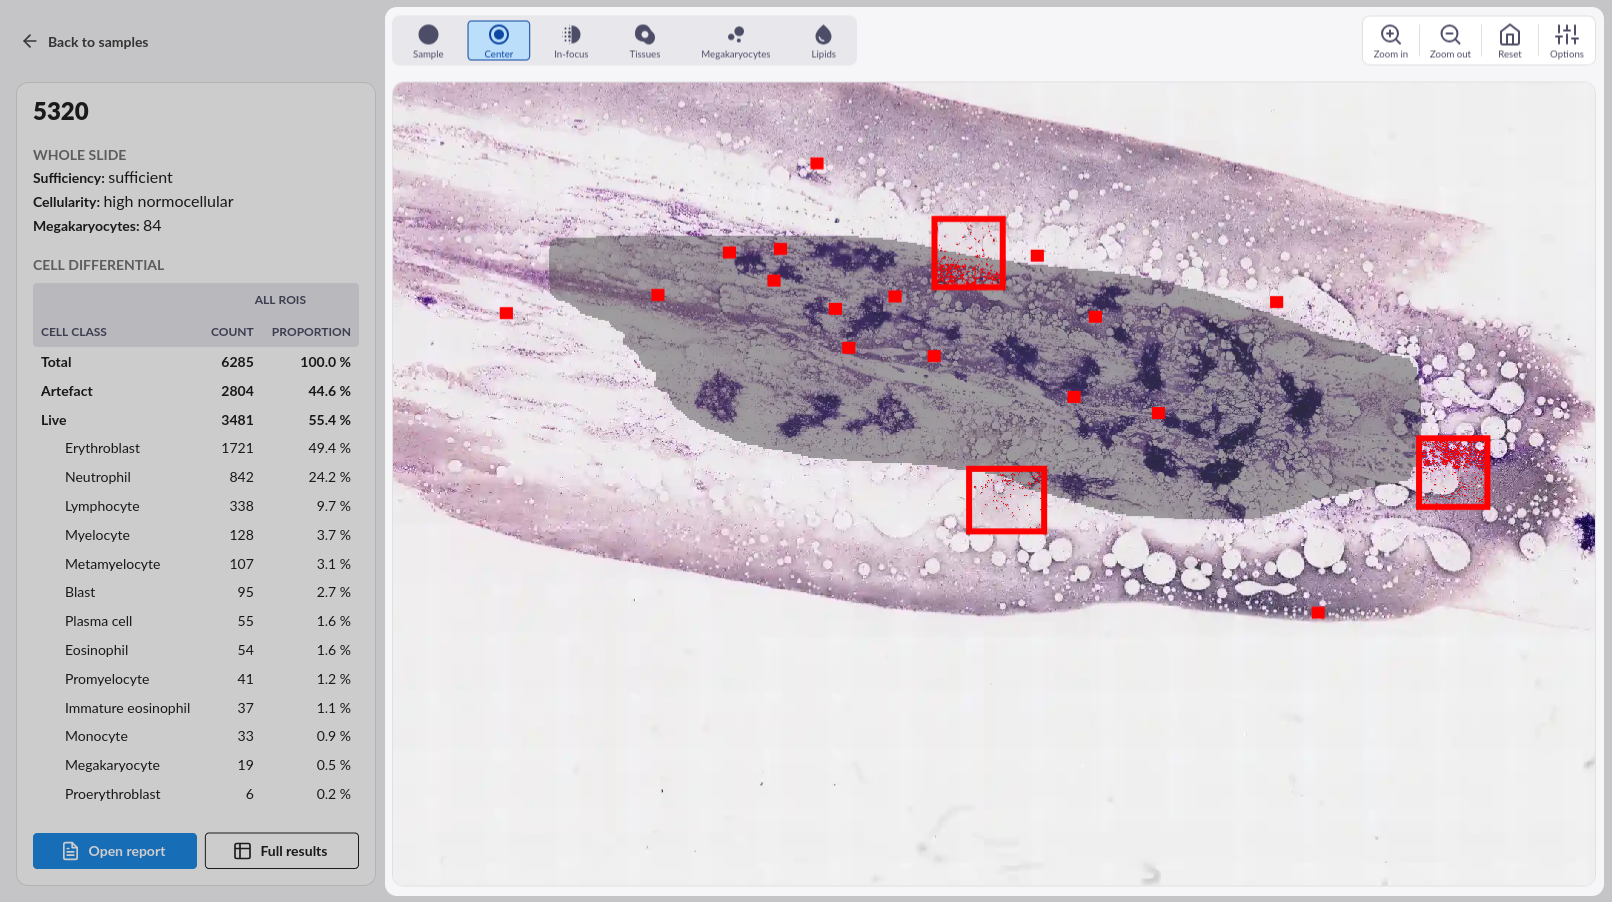 Back to samples
Sample Center In-focus Tissues Megakaryocytes Lipids
Zoom in Zoom out Reset Options
5320
WHOLE SLIDE
Sufficiency: sufficient
Cellularity: high normocellular
Megakaryocytes: 84
CELL DIFFERENTIAL
ALL ROIS
CELL CLASS COUNT PROPORTION
Total 6285 100.0 %
Artefact 2804 44.6 %
Live 3481 55.4 %
Erythroblast 1721 49.4 %
Neutrophil 842 24.2 %
Lymphocyte 338 9.7 %
Myelocyte 128 3.7 %
Metamyelocyte 107 3.1 %
Blast 95 2.7 %
Plasma cell 55 1.6 %
Eosinophil 54 1.6 %
Promyelocyte 41 1.2 %
Immature eosinophil 37 1.1 %
Monocyte 33 0.9 %
Megakaryocyte 19 0.5 %
Proerythroblast 6 0.2 %
Open report Full results